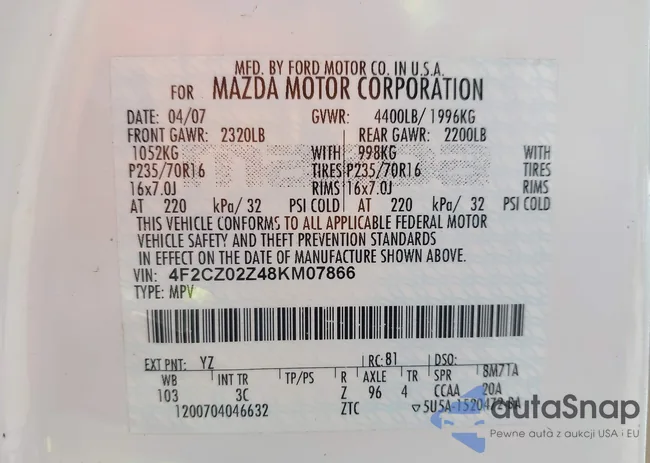 MFD. BY FORD MOTOR CO. IN U.S.A.
FOR MAZDA MOTOR CORPORATION
DATE: 04/07 GVWR: 4400LB/ 1996KG
FRONT GAWR: 2320LB REAR GAWR: 2200LB
1052KG WITH 998KG WITH
P235/70R16 TIRES P235/70R16 TIRES
16x7.0J RIMS 16x7.0J RIMS
AT 220 kPa/ 32 PSI COLD AT 220 kPa/ 32 PSI COLD
THIS VEHICLE CONFORMS TO ALL APPLICABLE FEDERAL MOTOR
VEHICLE SAFETY AND THEFT PREVENTION STANDARDS
IN EFFECT ON THE DATE OF MANUFACTURE SHOWN ABOVE.
VIN: 4F2CZ02Z48KM07866
TYPE: MPV
EXT PNT: YZ RC: 81 DSO:
WB INT TR TP/PS R AXLE TR SPR 8M7TA
103 3C Z 96 4 CCAA 20A
1200704046632 ZTC 5U5A-1520472-BA
autoSnap
Pewne auta z aukcji USA i EU